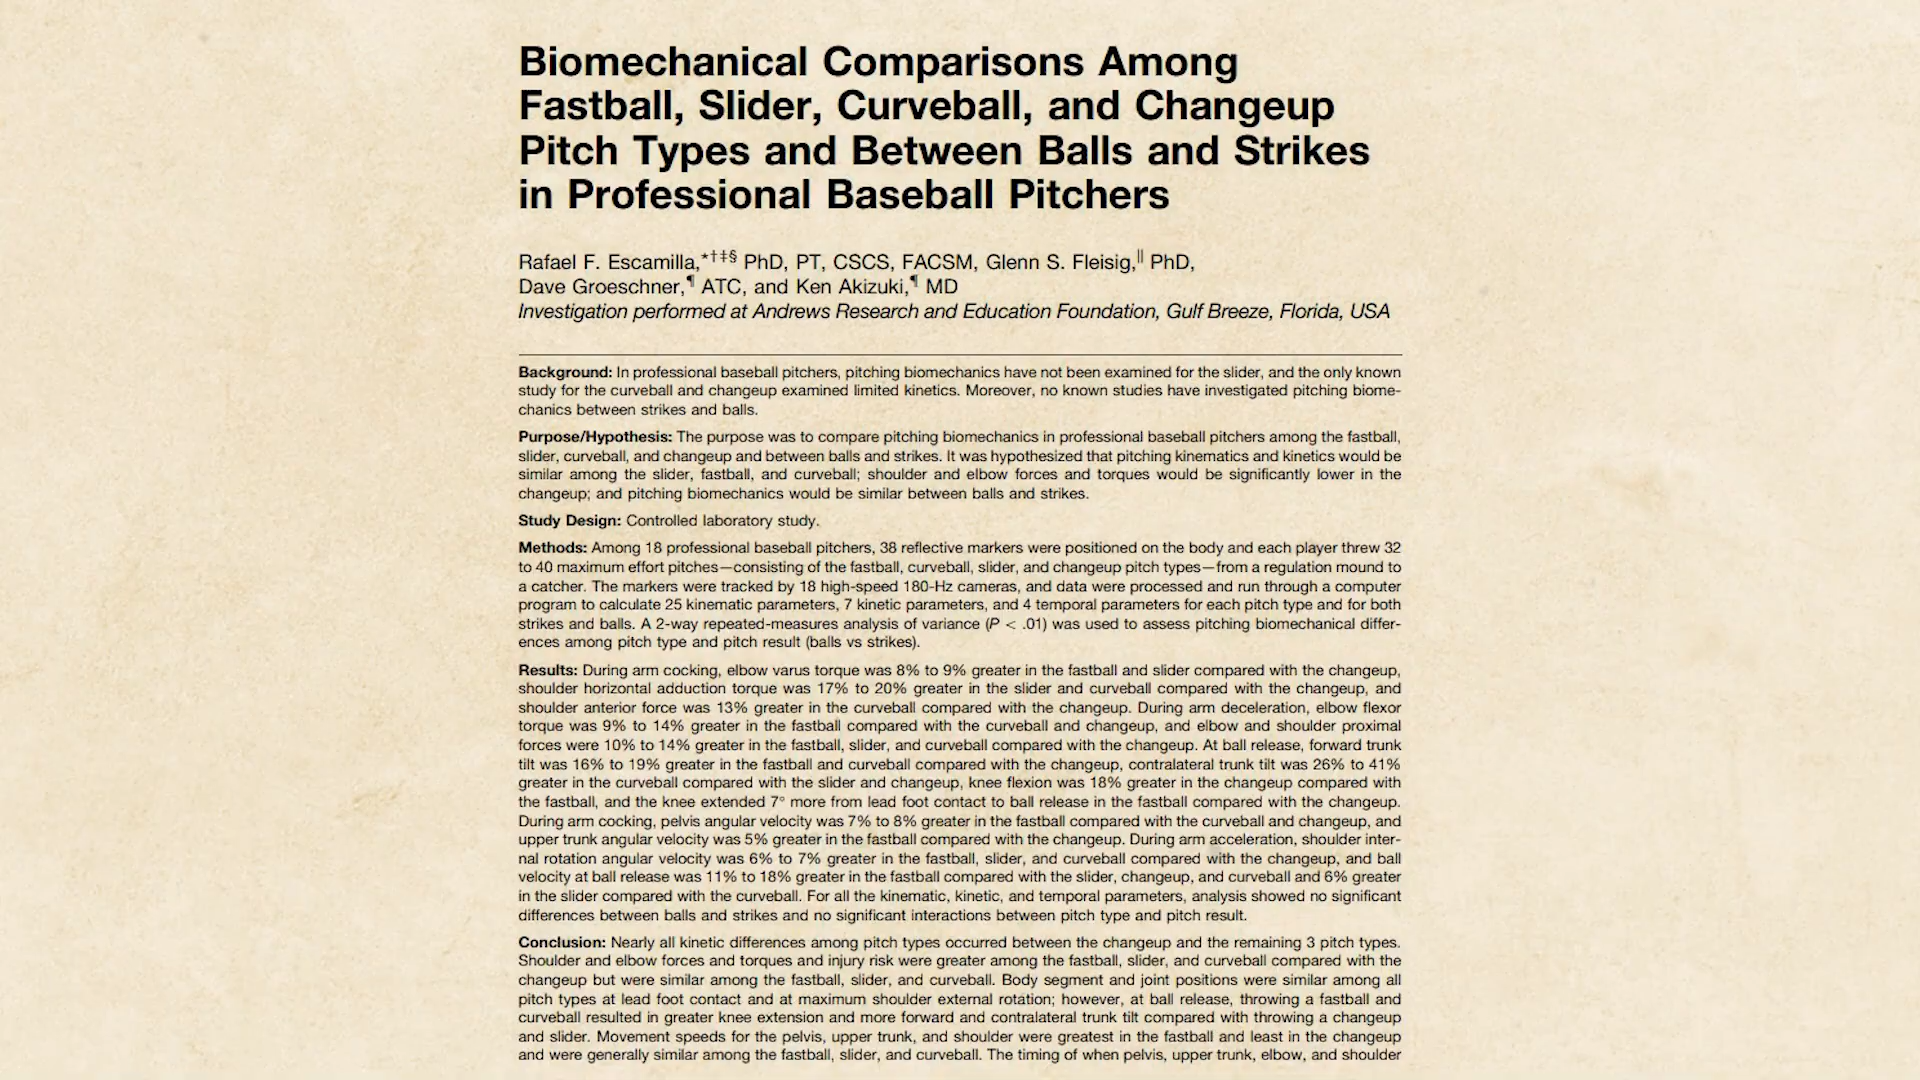 Biomechanical Comparisons Among
Fastball, Slider, Curveball, and Changeup
Pitch Types and Between Balls and Strikes
in Professional Baseball Pitchers
Rafael F. Escamilla,*†‡§ PhD, PT, CSCS, FACSM, Glenn S. Fleisig,|| PhD,
Dave Groeschner,¶ ATC, and Ken Akizuki,¶ MD
Investigation performed at Andrews Research and Education Foundation, Gulf Breeze, Florida, USA
Background: In professional baseball pitchers, pitching biomechanics have not been examined for the slider, and the only known
study for the curveball and changeup examined limited kinetics. Moreover, no known studies have investigated pitching biome-
chanics between strikes and balls.
Purpose/Hypothesis: The purpose was to compare pitching biomechanics in professional baseball pitchers among the fastball,
slider, curveball, and changeup and between balls and strikes. It was hypothesized that pitching kinematics and kinetics would be
similar among the slider, fastball, and curveball; shoulder and elbow forces and torques would be significantly lower in the
changeup; and pitching biomechanics would be similar between balls and strikes.
Study Design: Controlled laboratory study.
Methods: Among 18 professional baseball pitchers, 38 reflective markers were positioned on the body and each player threw 32
to 40 maximum effort pitches—consisting of the fastball, curveball, slider, and changeup pitch types—from a regulation mound to
a catcher. The markers were tracked by 18 high-speed 180-Hz cameras, and data were processed and run through a computer
program to calculate 25 kinematic parameters, 7 kinetic parameters, and 4 temporal parameters for each pitch type and for both
strikes and balls. A 2-way repeated-measures analysis of variance (P < .01) was used to assess pitching biomechanical differ-
ences among pitch type and pitch result (balls vs strikes).
Results: During arm cocking, elbow varus torque was 8% to 9% greater in the fastball and slider compared with the changeup,
shoulder horizontal adduction torque was 17% to 20% greater in the slider and curveball compared with the changeup, and
shoulder anterior force was 13% greater in the curveball compared with the changeup. During arm deceleration, elbow flexor
torque was 9% to 14% greater in the fastball compared with the curveball and changeup, and elbow and shoulder proximal
forces were 10% to 14% greater in the fastball, slider, and curveball compared with the changeup. At ball release, forward trunk
tilt was 16% to 19% greater in the fastball and curveball compared with the changeup, contralateral trunk tilt was 26% to 41%
greater in the curveball compared with the slider and changeup, knee flexion was 18% greater in the changeup compared with
the fastball, and the knee extended 7° more from lead foot contact to ball release in the fastball compared with the changeup.
During arm cocking, pelvis angular velocity was 7% to 8% greater in the fastball compared with the curveball and changeup, and
upper trunk angular velocity was 5% greater in the fastball compared with the changeup. During arm acceleration, shoulder inter-
nal rotation angular velocity was 6% to 7% greater in the fastball, slider, and curveball compared with the changeup, and ball
velocity at ball release was 11% to 18% greater in the fastball compared with the slider, changeup, and curveball and 6% greater
in the slider compared with the curveball. For all the kinematic, kinetic, and temporal parameters, analysis showed no significant
differences between balls and strikes and no significant interactions between pitch type and pitch result.
Conclusion: Nearly all kinetic differences among pitch types occurred between the changeup and the remaining 3 pitch types.
Shoulder and elbow forces and torques and injury risk were greater among the fastball, slider, and curveball compared with the
changeup but were similar among the fastball, slider, and curveball. Body segment and joint positions were similar among all
pitch types at lead foot contact and at maximum shoulder external rotation; however, at ball release, throwing a fastball and
curveball resulted in greater knee extension and more forward and contralateral trunk tilt compared with throwing a changeup
and slider. Movement speeds for the pelvis, upper trunk, and shoulder were greatest in the fastball and least in the changeup
and were generally similar among the fastball, slider, and curveball. The timing of when pelvis, upper trunk, elbow, and shoulder